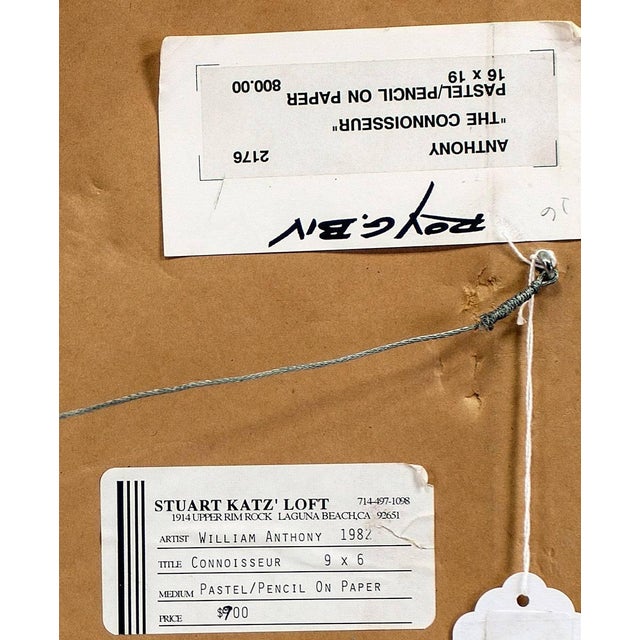 ANTHONY 2176
"THE CONNOISSEUR"
PASTEL/PENCIL ON PAPER
16 x 19 800.00
ROY G. BIV
26
STUART KATZ' LOFT 714-497-1098
1914 UPPER RIM ROCK LAGUNA BEACH,CA 92651
ARTIST WILLIAM ANTHONY 1982
TITLE CONNOISSEUR 9 x 6
MEDIUM PASTEL/PENCIL ON PAPER
PRICE $900